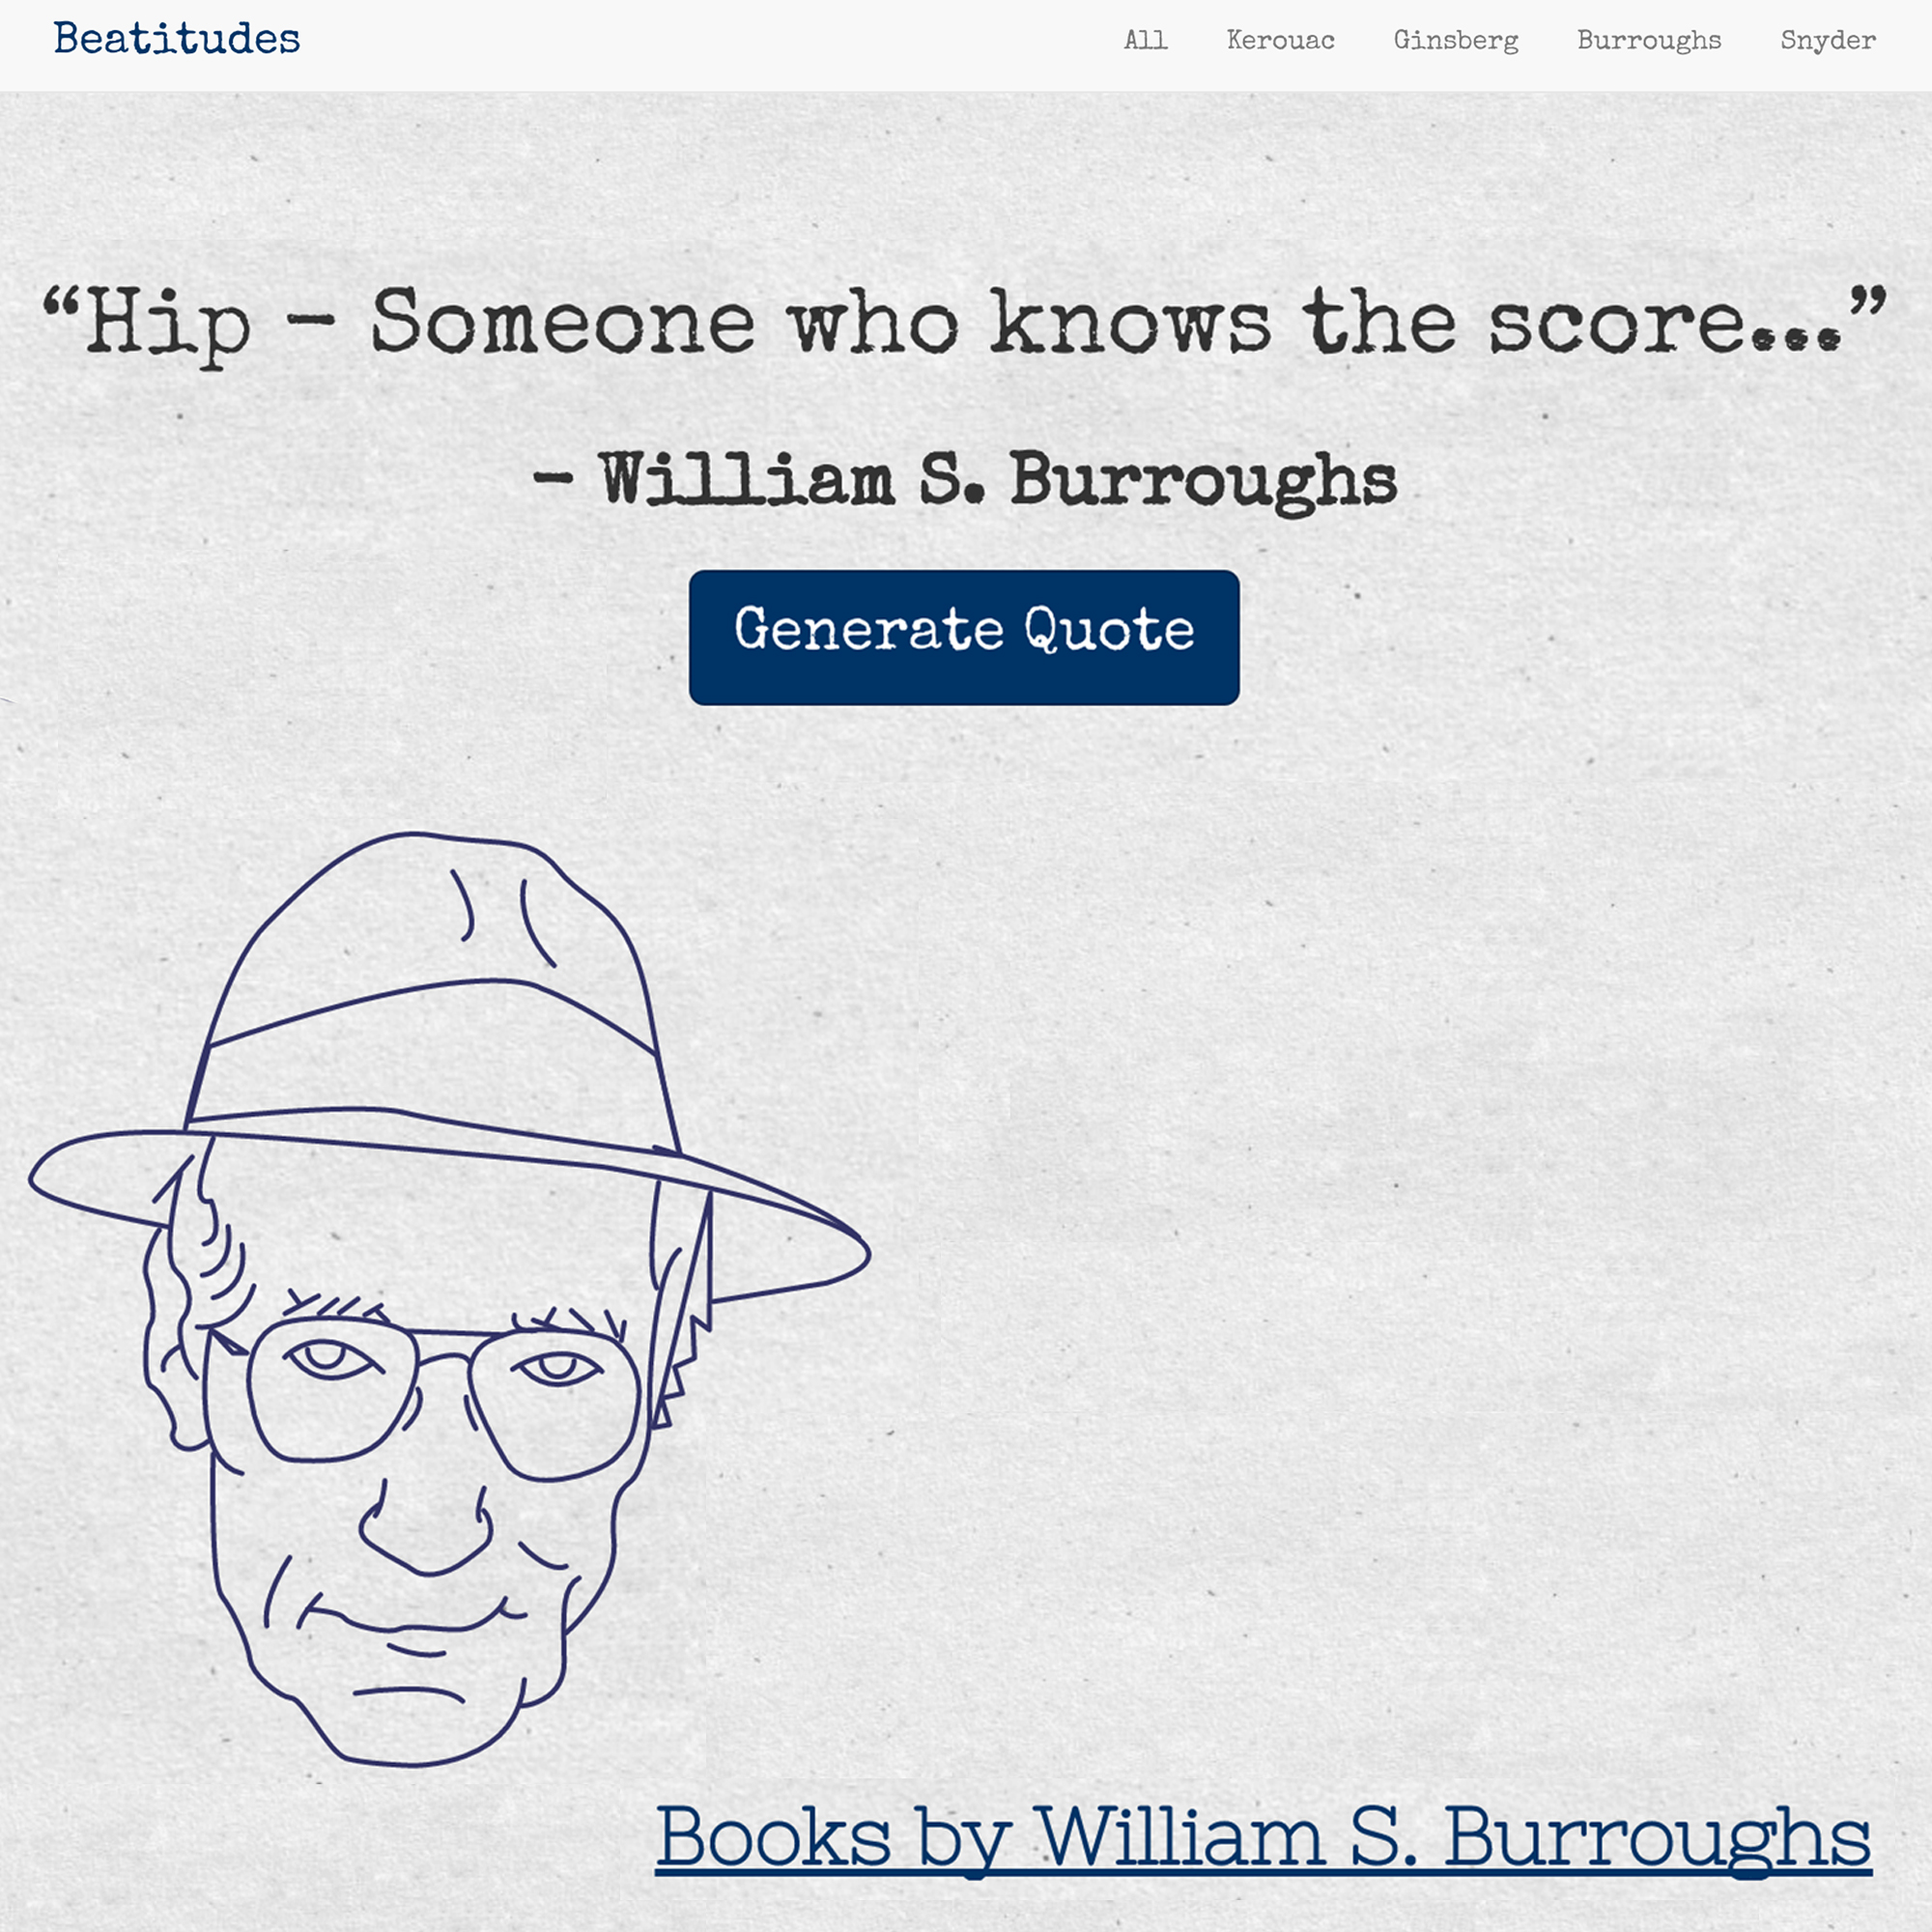 Beatitudes All Kerouac Ginsberg Burroughs Snyder
“Hip – Someone who knows the score...”
– William S. Burroughs
Generate Quote
Books by William S. Burroughs